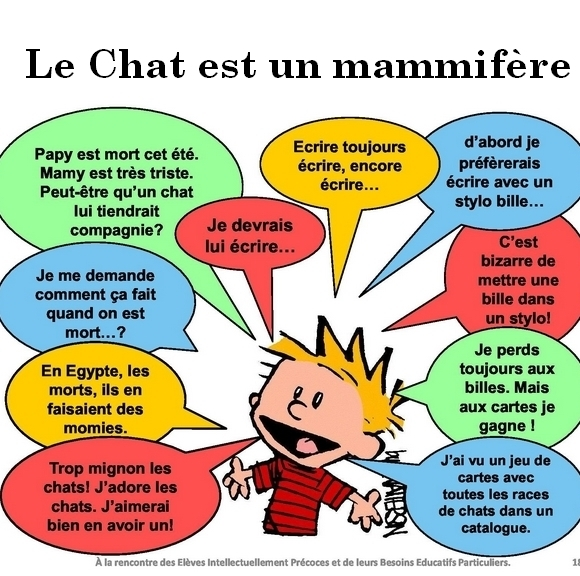 Le Chat est un mammifère
Papy est mort cet été.
Mamy est très triste.
Peut-être qu'un chat
lui tiendrait
compagnie?
Je devrais
lui écrire…
Ecrire toujours
écrire, encore
écrire…
d'abord je
préfèrerais
écrire avec un
stylo bille…
C'est
bizarre de
mettre une
bille dans
un stylo!
Je me demande
comment ça fait
quand on est
mort…?
Je perds
toujours aux
billes. Mais
aux cartes je
gagne !
En Egypte, les
morts, ils en
faisaient des
momies.
Trop mignon les
chats! J'adore les
chats. J'aimerai
bien en avoir un!
J'ai vu un jeu de
cartes avec
toutes les races
de chats dans un
catalogue.
À la rencontre des Elèves Intellectuellement Précoces et de leurs Besoins Educatifs Particuliers.